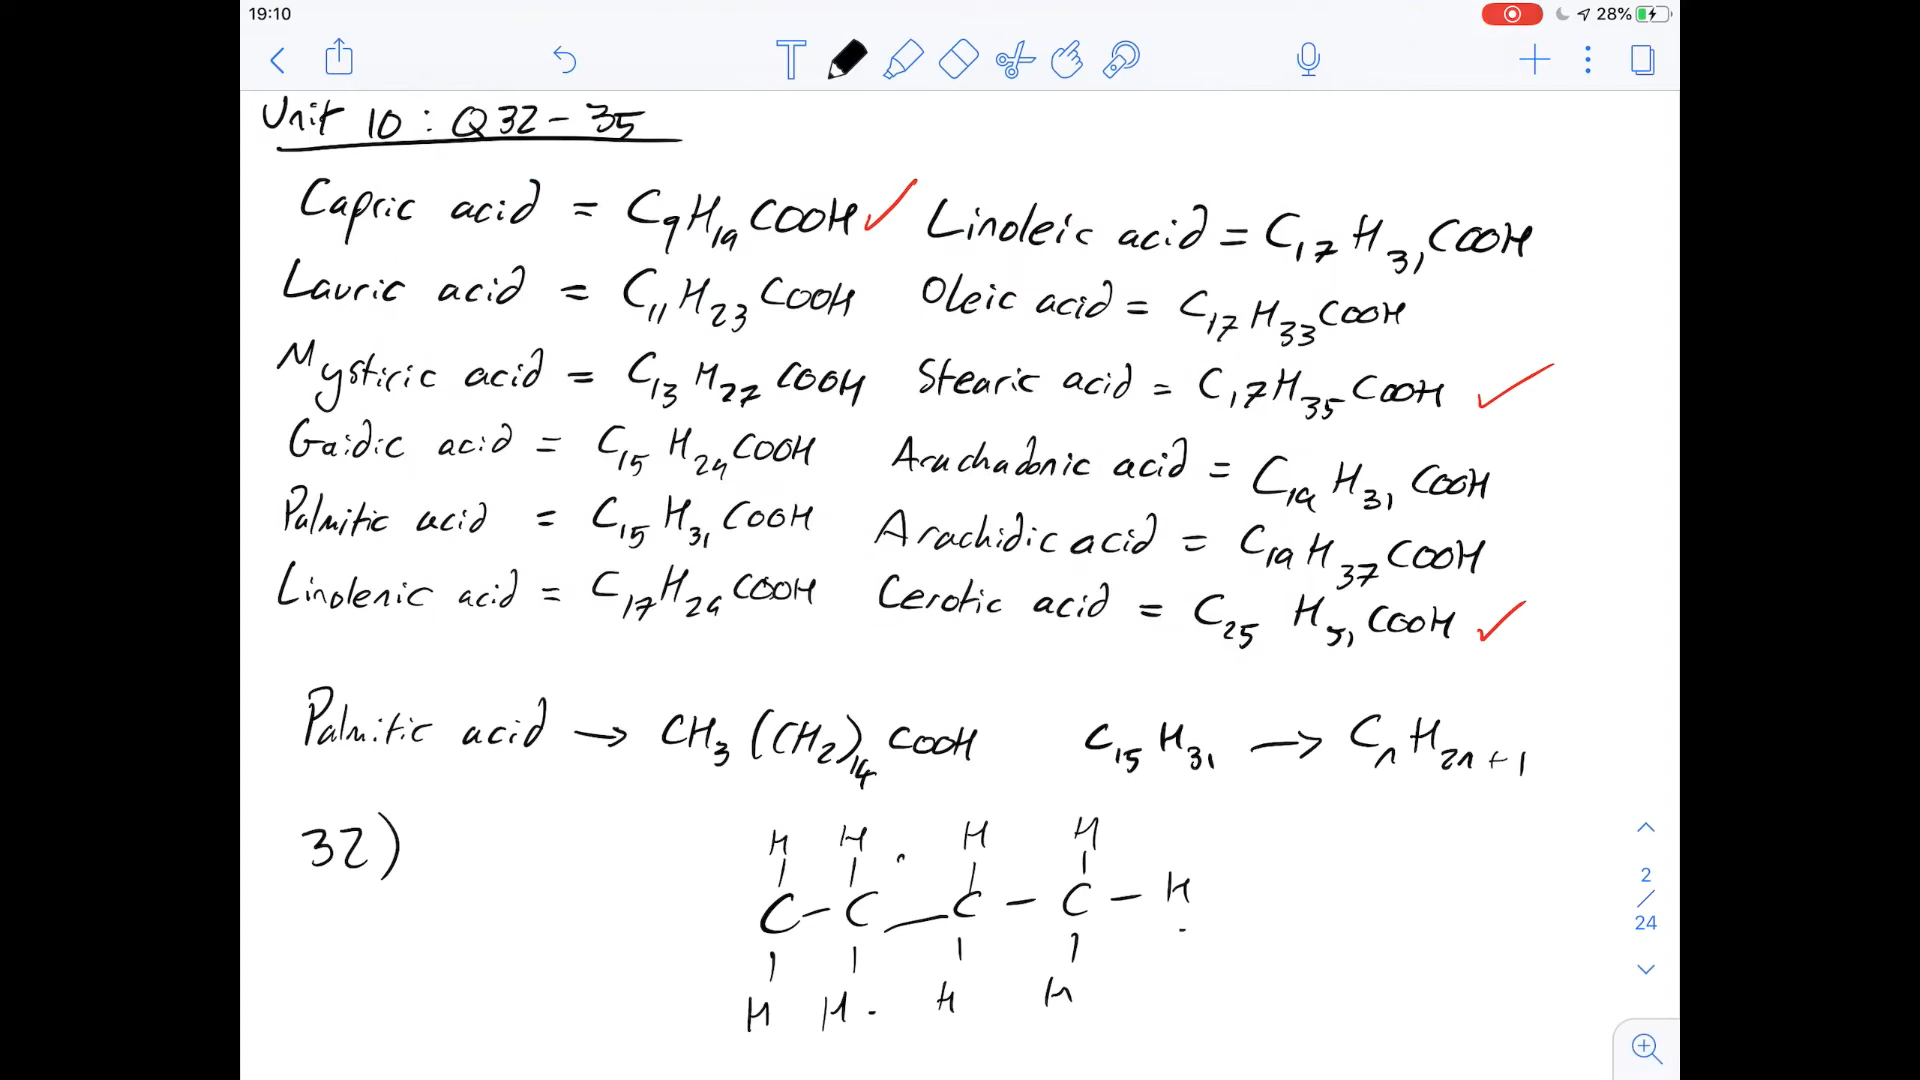 19:10
28%
Unit 10 : Q32-35
Capric acid = C9H19COOH ✓
Linoleic acid = C17H31COOH
Lauric acid = C11H23COOH
Oleic acid = C17H33COOH
Mystiric acid = C13H27COOH
Stearic acid = C17H35COOH ✓
Gaidic acid = C15H29COOH
Arachadonic acid = C19H31COOH
Palmitic acid = C15H31COOH
Arachidic acid = C19H37COOH
Linolenic acid = C17H29COOH
Cerotic acid = C25H51COOH ✓
Palmitic acid → CH3(CH2)14COOH
C15H31 → CnH2n+1
32)
H H H H
C-C-C-C-H
H H H H
2
/
24